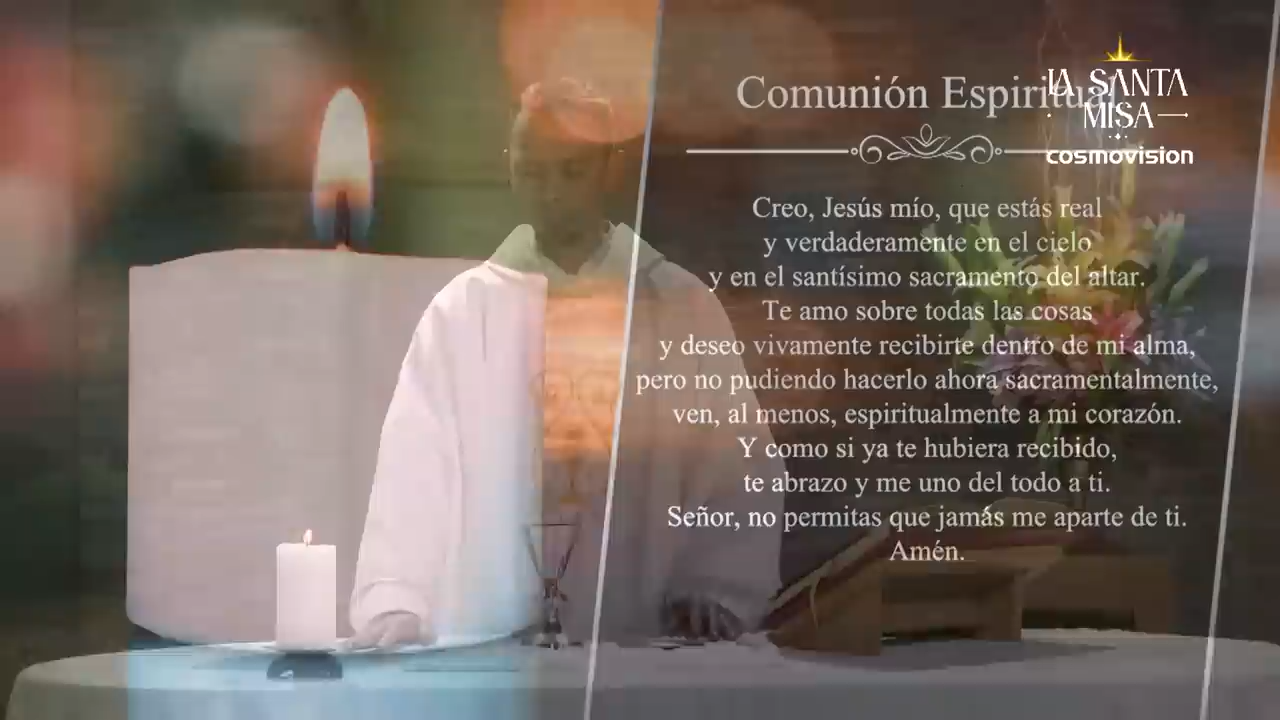 Comunión Espiritual
LA SANTA
MISA
cosmovision
Creo, Jesús mío, que estás real
y verdaderamente en el cielo
y en el santísimo sacramento del altar.
Te amo sobre todas las cosas
y deseo vivamente recibirte dentro de mi alma,
pero no pudiendo hacerlo ahora sacramentalmente,
ven, al menos, espiritualmente a mi corazón.
Y como si ya te hubiera recibido,
te abrazo y me uno del todo a ti.
Señor, no permitas que jamás me aparte de ti.
Amén.